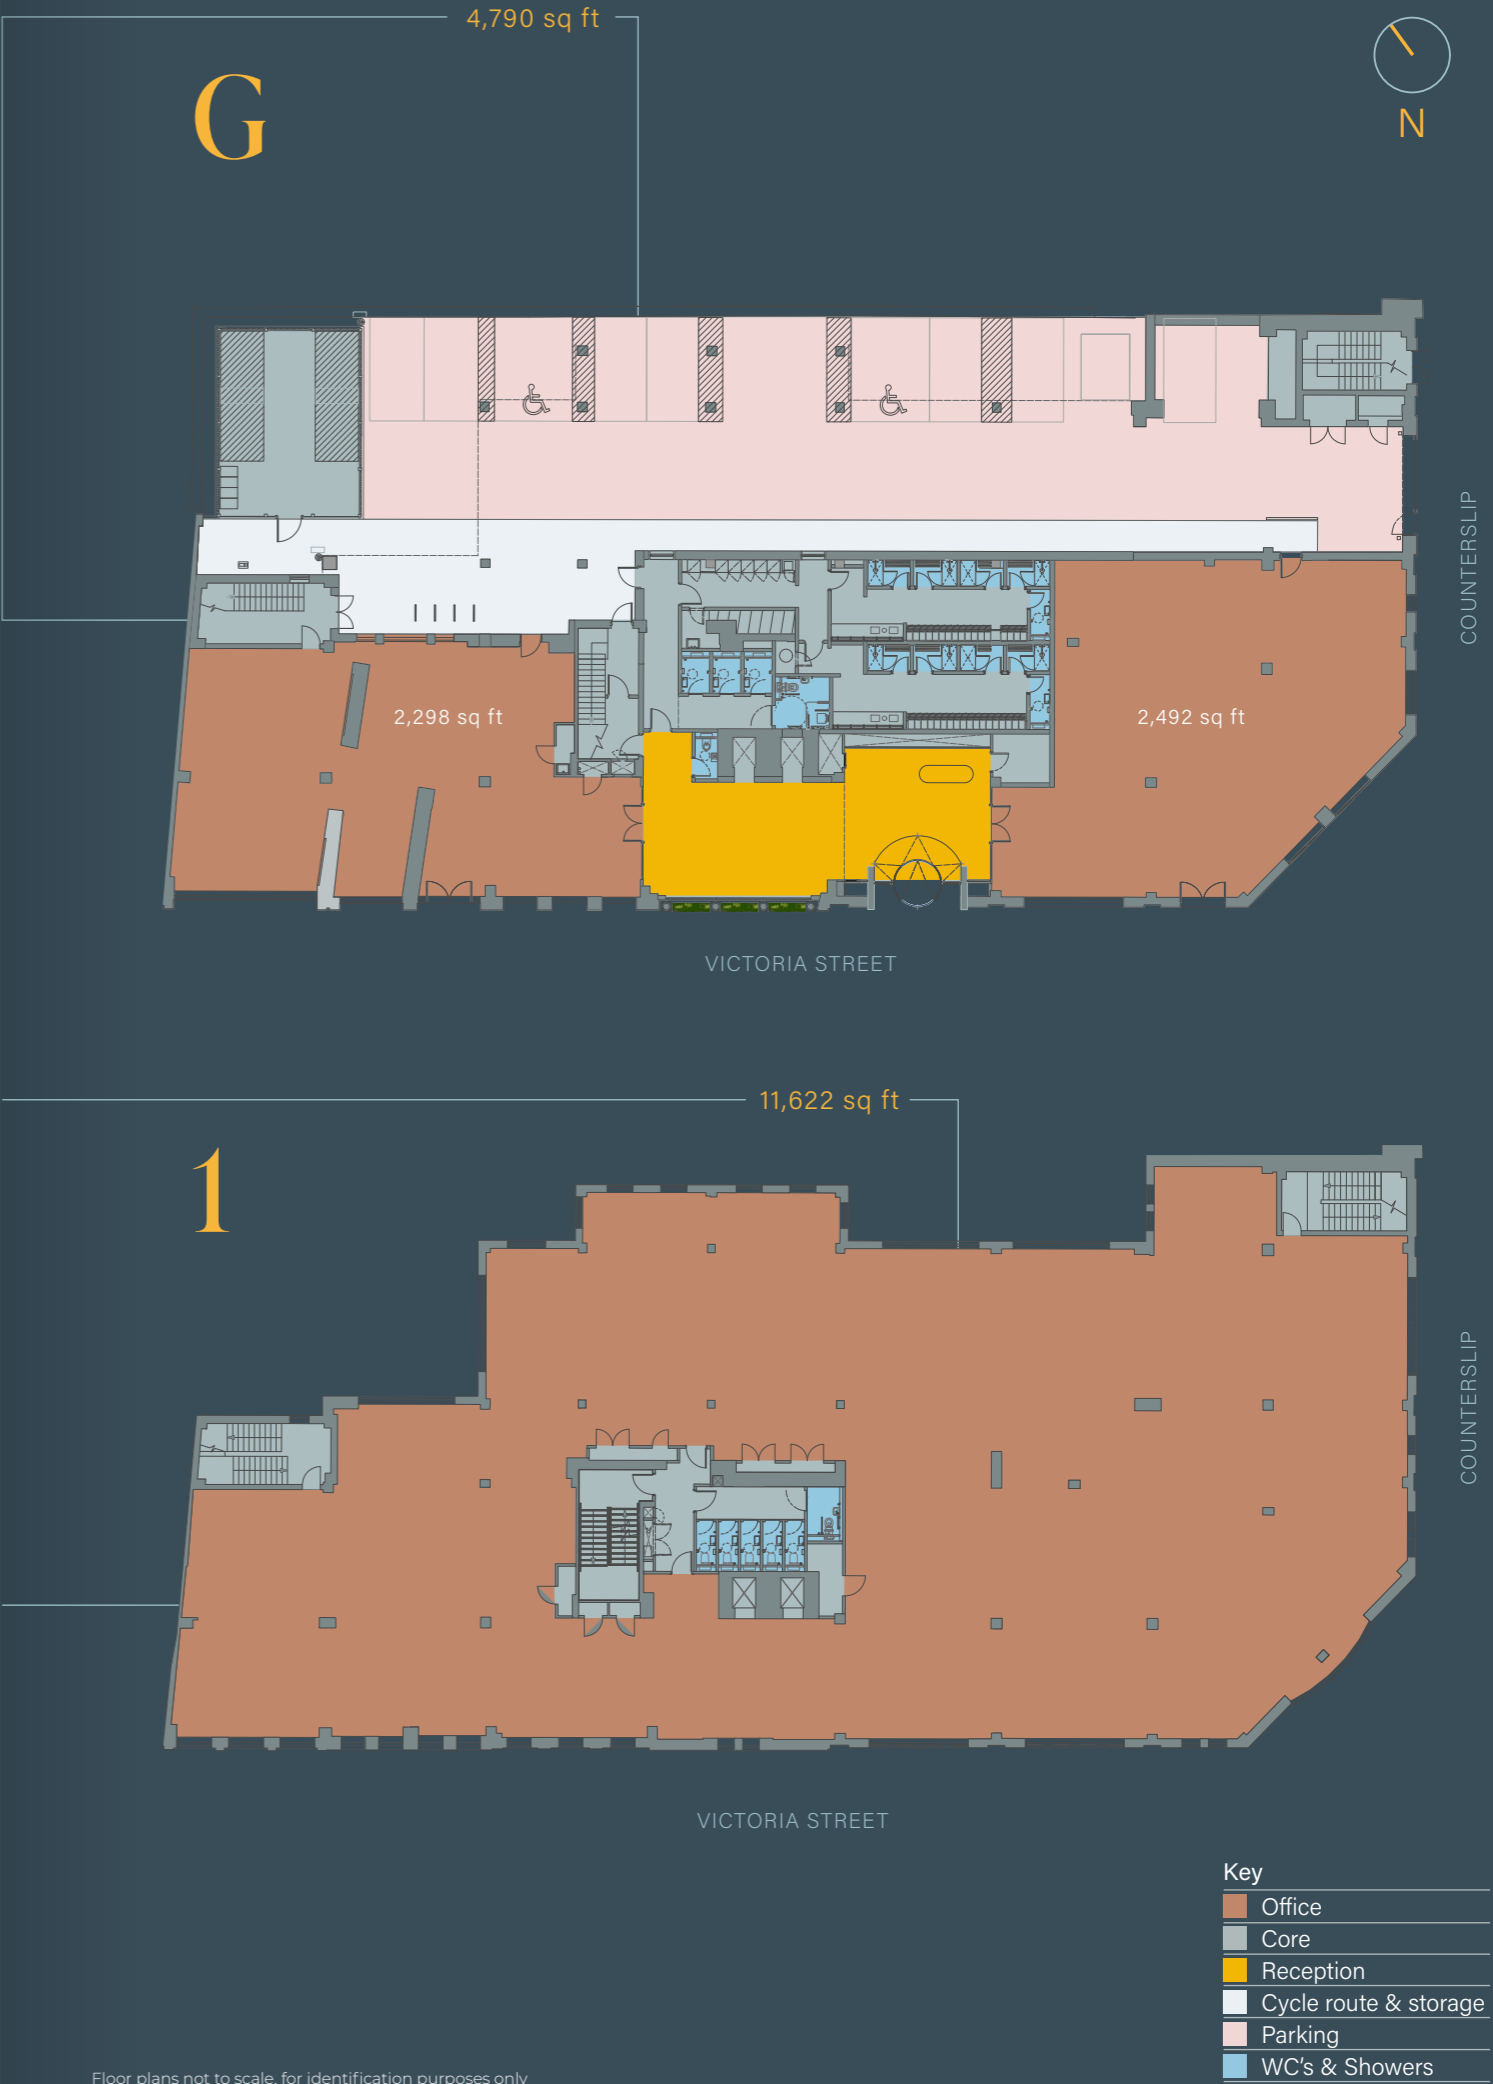 4,790 sq ft
G
N
COUNTERSLIP
2,298 sq ft
2,492 sq ft
VICTORIA STREET
11,622 sq ft
1
COUNTERSLIP
VICTORIA STREET
Key
Office
Core
Reception
Cycle route & storage
Parking
WC's & Showers
Floor plans not to scale, for identification purposes only